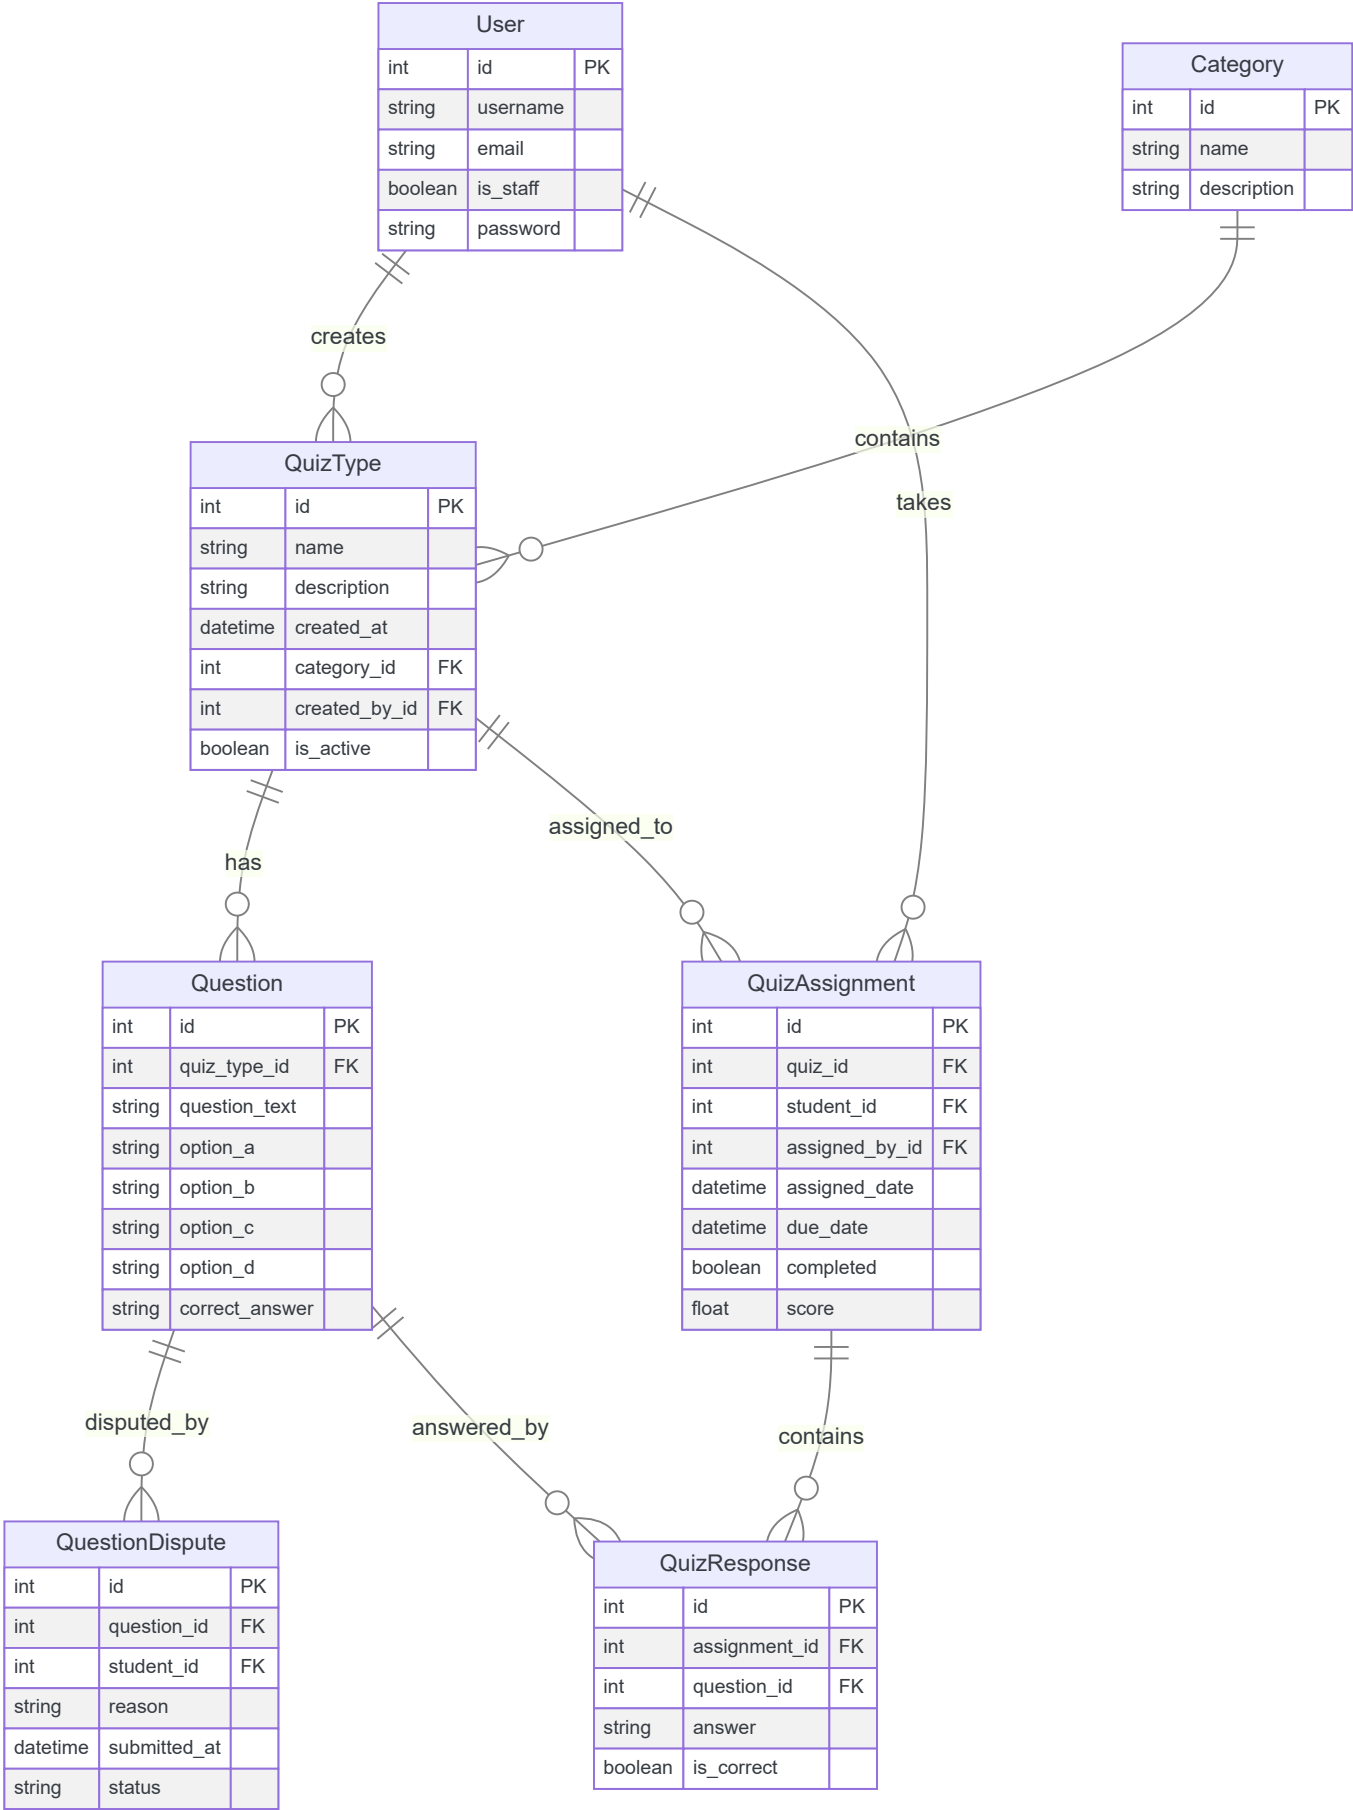 User
int id PK
string username
string email
boolean is_staff
string password
Category
int id PK
string name
string description
creates
contains
takes
QuizType
int id PK
string name
string description
datetime created_at
int category_id FK
int created_by_id FK
boolean is_active
assigned_to
has
Question
int id PK
int quiz_type_id FK
string question_text
string option_a
string option_b
string option_c
string option_d
string correct_answer
QuizAssignment
int id PK
int quiz_id FK
int student_id FK
int assigned_by_id FK
datetime assigned_date
datetime due_date
boolean completed
float score
disputed_by
answered_by
contains
QuestionDispute
int id PK
int question_id FK
int student_id FK
string reason
datetime submitted_at
string status
QuizResponse
int id PK
int assignment_id FK
int question_id FK
string answer
boolean is_correct